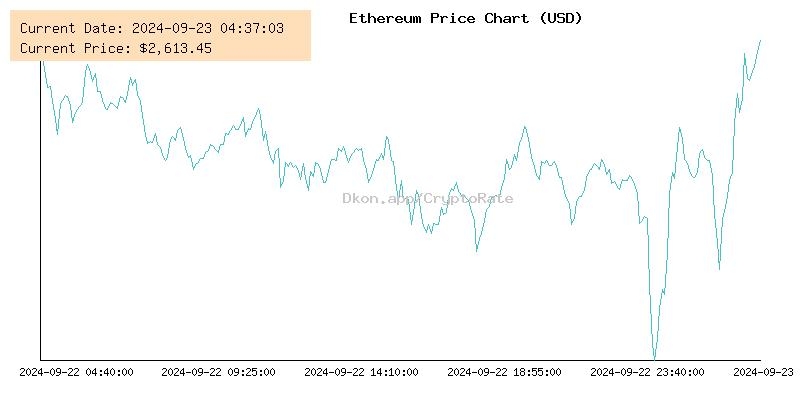 Ethereum Price Chart (USD)
Current Date: 2024-09-23 04:37:03
Current Price: $2,613.45
Dkon.app/CryptoRate
2024-09-22 04:40:00 2024-09-22 09:25:00 2024-09-22 14:10:00 2024-09-22 18:55:00 2024-09-22 23:40:00 2024-09-23